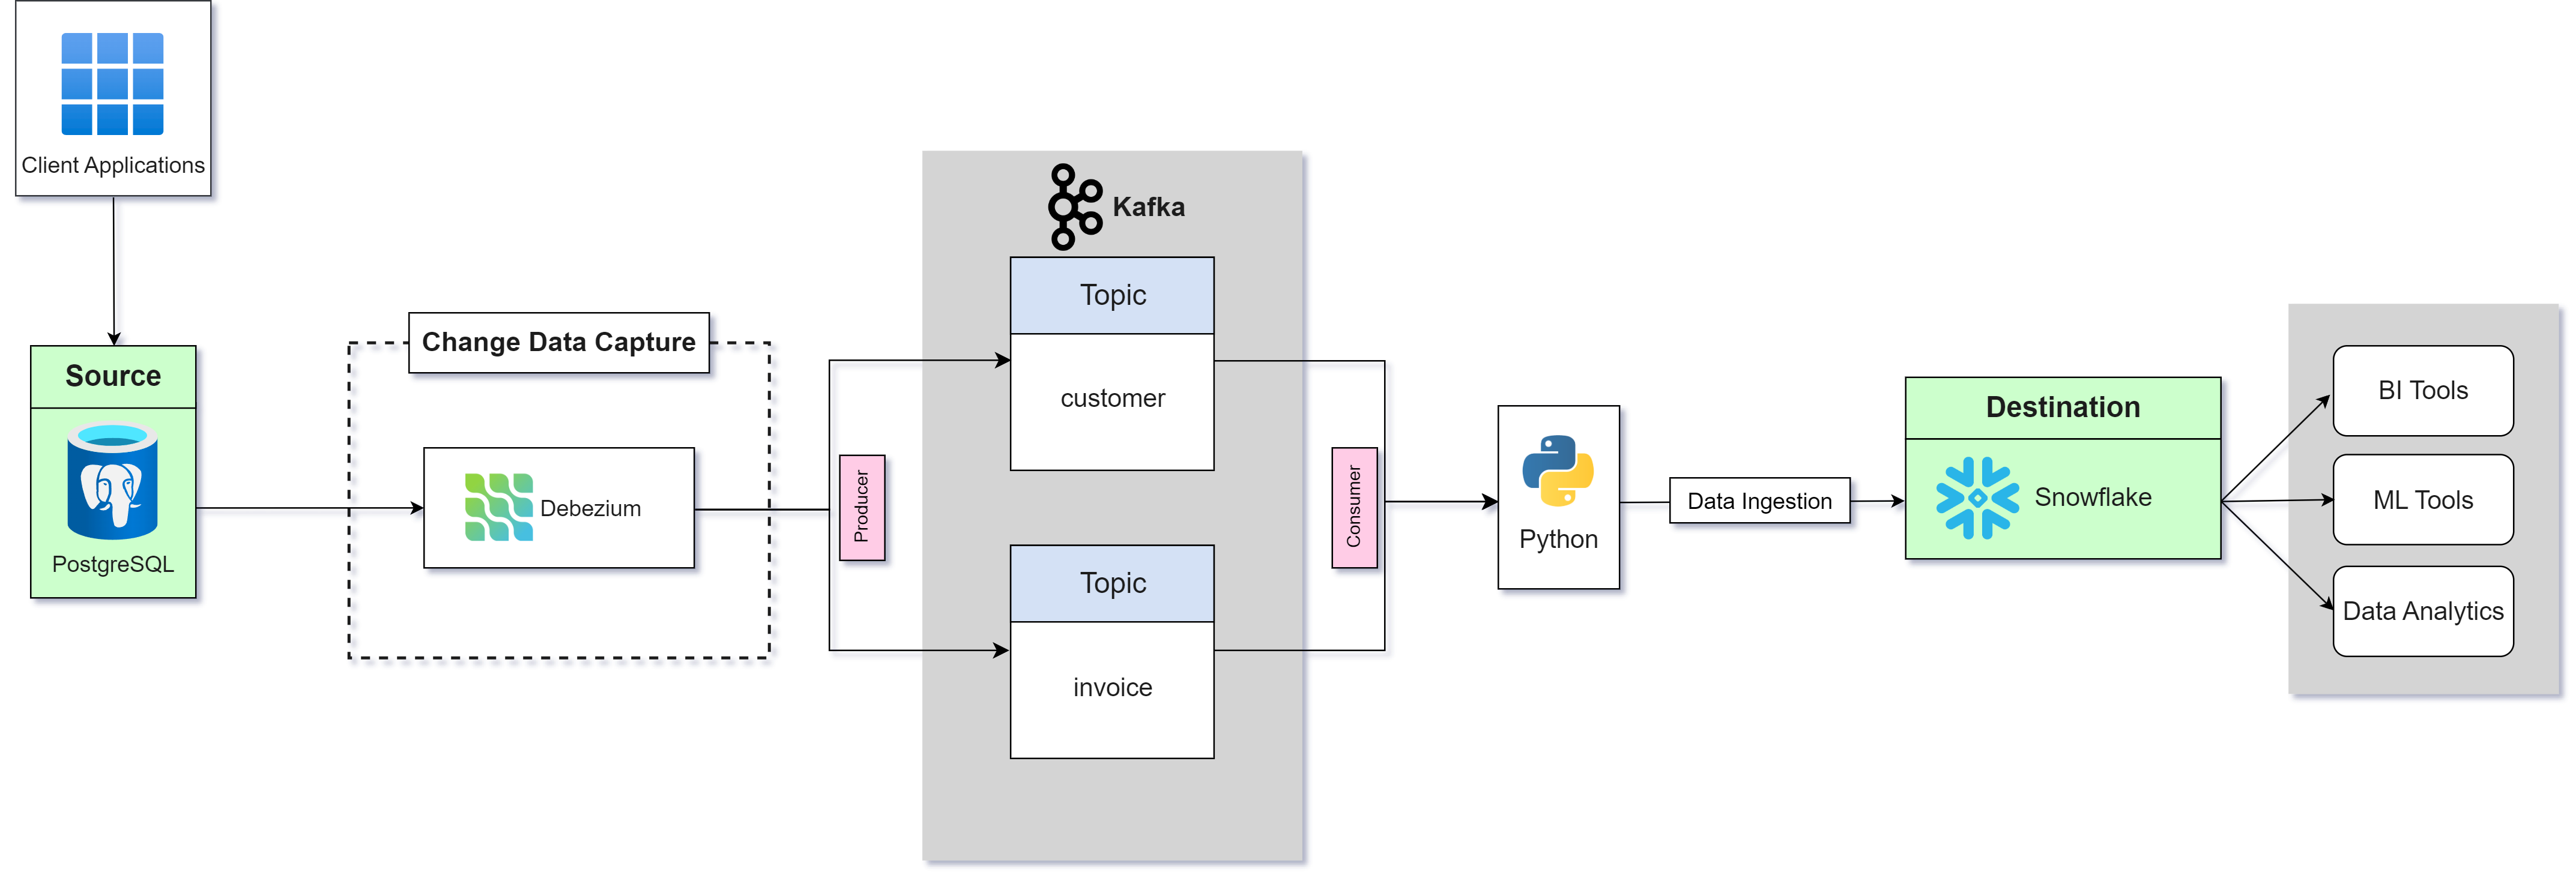 Client Applications
Source
PostgreSQL
Change Data Capture
Debezium
Producer
Kafka
Topic
customer
Topic
invoice
Consumer
Python
Data Ingestion
Destination
Snowflake
BI Tools
ML Tools
Data Analytics